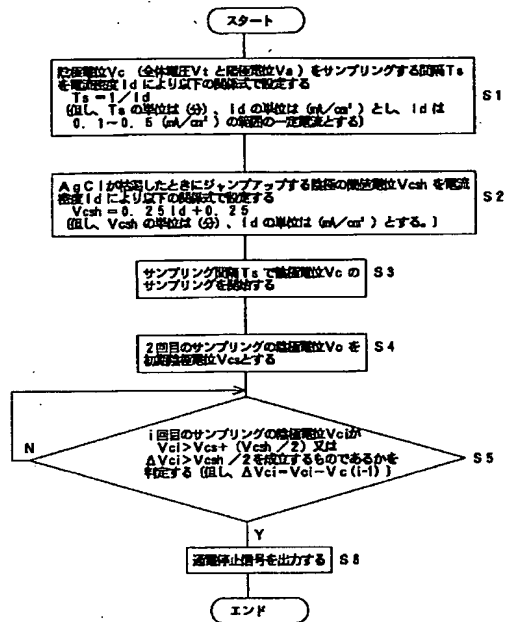 スタート
陰極電位Vc (全体電圧Vtと陽極電位Va) をサンプリングする間隔Ts
を電流密度Idにより以下の関係式で設定する
Ts=1/Id
(但し、Tsの単位は(分)、Idの単位は(mA/cm²)とし、Idは
0.1~0.5(mA/cm²)の範囲の一定電流とする)
S1
AgClが枯渇したときにジャンプアップする陰極の閾値電位Vcshを電流
密度Idにより以下の関係式で設定する
Vcsh=0.25Id+0.25
(但し、Vcshの単位は(分)、Idの単位は(mA/cm²)とする。)
S2
サンプリング間隔Tsで陰極電位Vcの
サンプリングを開始する
S3
2回目のサンプリングの陰極電位Vcを
初期陰極電位Vcsとする
S4
N
i回目のサンプリングの陰極電位Vciが
Vci>Vcs+(Vcsh/2)又は
ΔVci>Vcsh/2を成立するものであるかを
判定する(但し、ΔVci=Vci-Vc(i-1))
S5
Y
通電停止信号を出力する
エンド